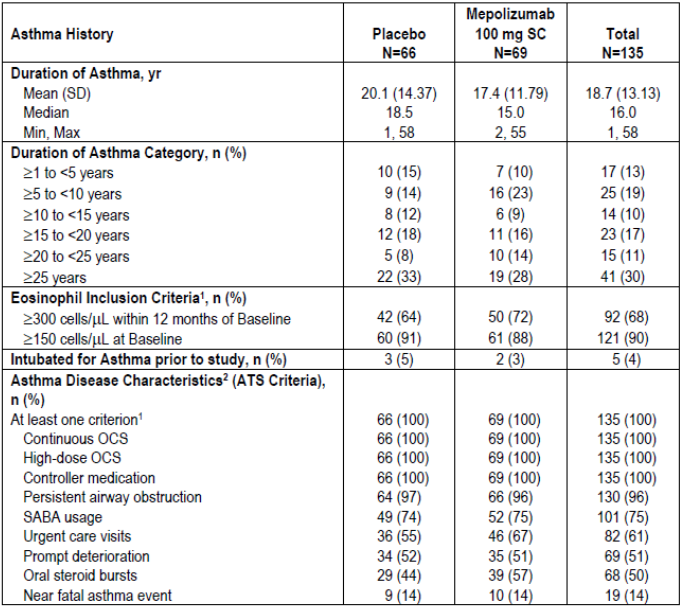 Asthma History Placebo N=66 Mepolizumab 100 mg SC N=69 Total N=135
Duration of Asthma, yr
Mean (SD) 20.1 (14.37) 17.4 (11.79) 18.7 (13.13)
Median 18.5 15.0 16.0
Min, Max 1, 58 2, 55 1, 58
Duration of Asthma Category, n (%)
≥1 to <5 years 10 (15) 7 (10) 17 (13)
≥5 to <10 years 9 (14) 16 (23) 25 (19)
≥10 to <15 years 8 (12) 6 (9) 14 (10)
≥15 to <20 years 12 (18) 11 (16) 23 (17)
≥20 to <25 years 5 (8) 10 (14) 15 (11)
≥25 years 22 (33) 19 (28) 41 (30)
Eosinophil Inclusion Criteria¹, n (%)
≥300 cells/μL within 12 months of Baseline 42 (64) 50 (72) 92 (68)
≥150 cells/μL at Baseline 60 (91) 61 (88) 121 (90)
Intubated for Asthma prior to study, n (%) 3 (5) 2 (3) 5 (4)
Asthma Disease Characteristics² (ATS Criteria),
n (%)
At least one criterion¹ 66 (100) 69 (100) 135 (100)
Continuous OCS 66 (100) 69 (100) 135 (100)
High-dose OCS 66 (100) 69 (100) 135 (100)
Controller medication 66 (100) 69 (100) 135 (100)
Persistent airway obstruction 64 (97) 66 (96) 130 (96)
SABA usage 49 (74) 52 (75) 101 (75)
Urgent care visits 36 (55) 46 (67) 82 (61)
Prompt deterioration 34 (52) 35 (51) 69 (51)
Oral steroid bursts 29 (44) 39 (57) 68 (50)
Near fatal asthma event 9 (14) 10 (14) 19 (14)